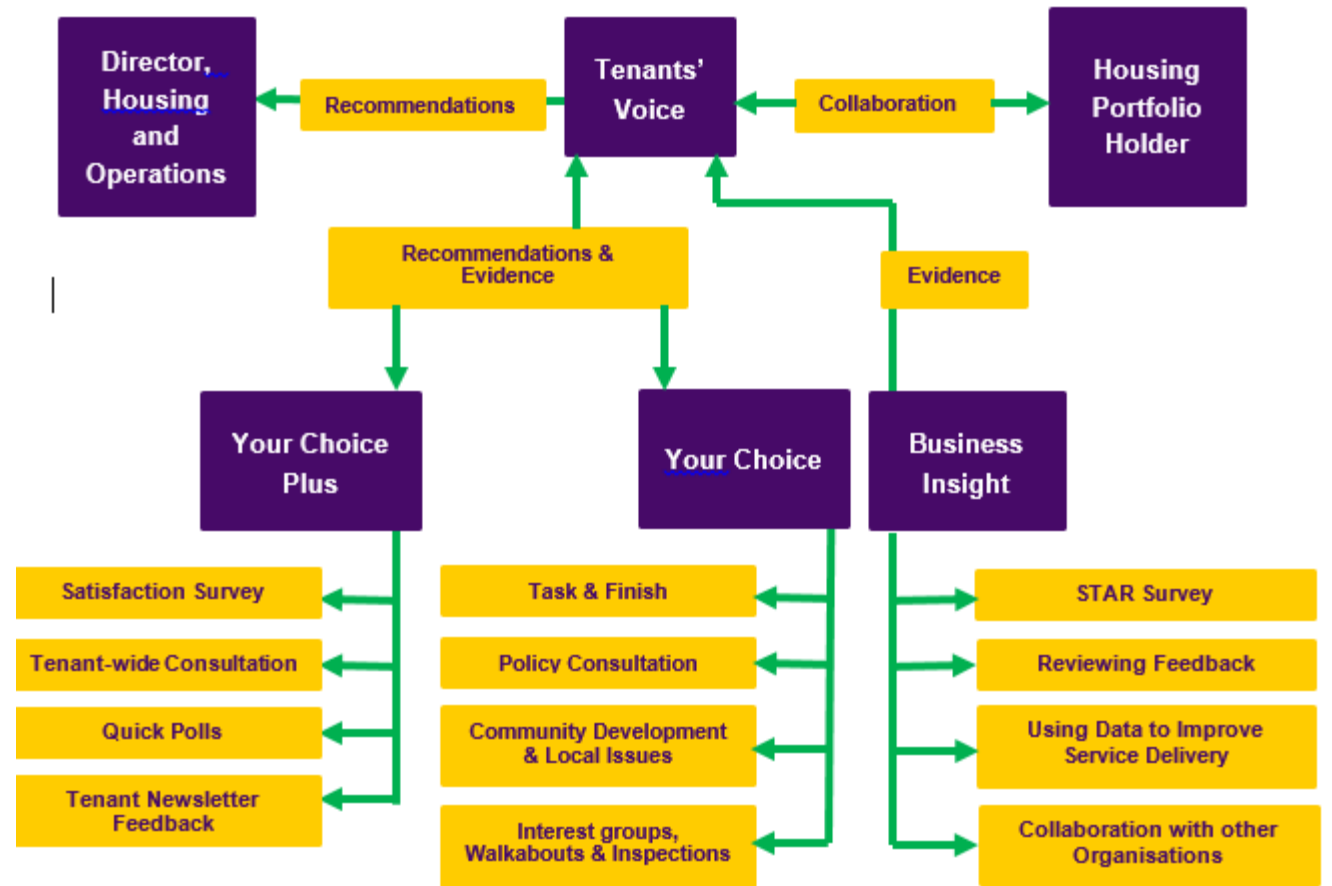 Director,
Housing
and
Operations
Recommendations
Tenants'
Voice
Collaboration
Housing
Portfolio
Holder
Recommendations &
Evidence
Evidence
Your Choice
Plus
Your Choice
Business
Insight
Satisfaction Survey
Tenant-wide Consultation
Quick Polls
Tenant Newsletter
Feedback
Task & Finish
Policy Consultation
Community Development
& Local Issues
Interest groups,
Walkabouts & Inspections
STAR Survey
Reviewing Feedback
Using Data to Improve
Service Delivery
Collaboration with other
Organisations